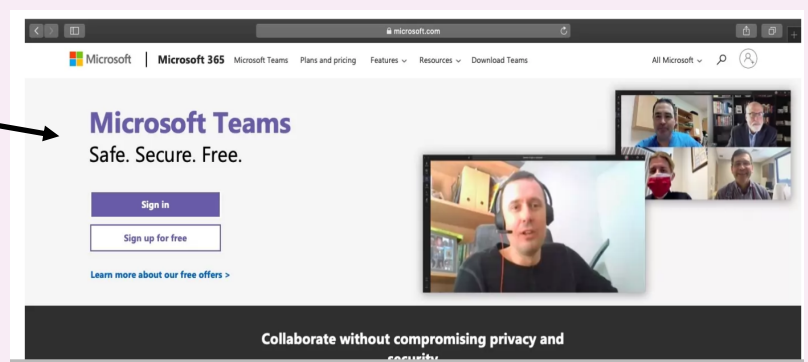 microsoft.com
Microsoft Microsoft 365 Microsoft Teams Plans and pricing Features Resources Download Teams All Microsoft
Microsoft Teams
Safe. Secure. Free.
Sign in
Sign up for free
Learn more about our free offers >
Collaborate without compromising privacy and
security